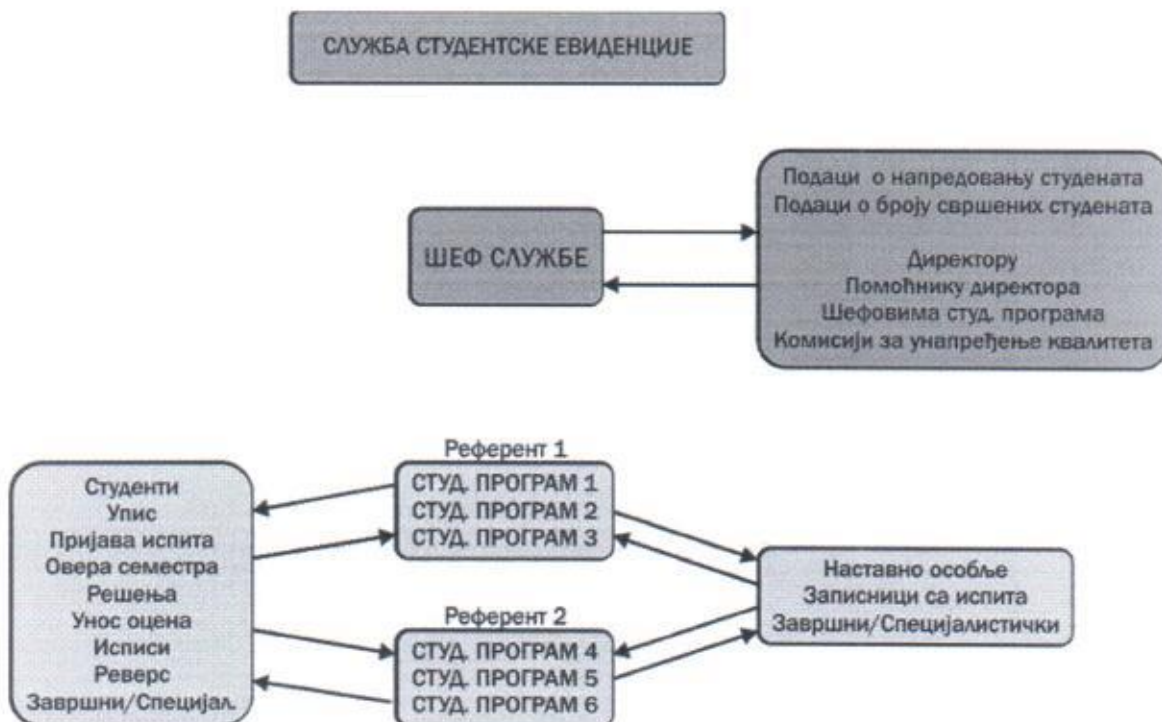 СЛУЖБА СТУДЕНТСКЕ ЕВИДЕНЦИЈЕ
ШЕФ СЛУЖБЕ
Подаци о напредовању студената
Подаци о броју свршених студената
Директору
Помоћнику директора
Шефовима студ. програма
Комисији за унапређење квалитета
Студенти
Упис
Пријава испита
Овера семестра
Решења
Унос оцена
Исписи
Реверс
Завршни/Специјал.
Референт 1
СТУД. ПРОГРАМ 1
СТУД. ПРОГРАМ 2
СТУД. ПРОГРАМ 3
Референт 2
СТУД. ПРОГРАМ 4
СТУД. ПРОГРАМ 5
СТУД. ПРОГРАМ 6
Наставно особље
Записници са испита
Завршни/Специјалистички